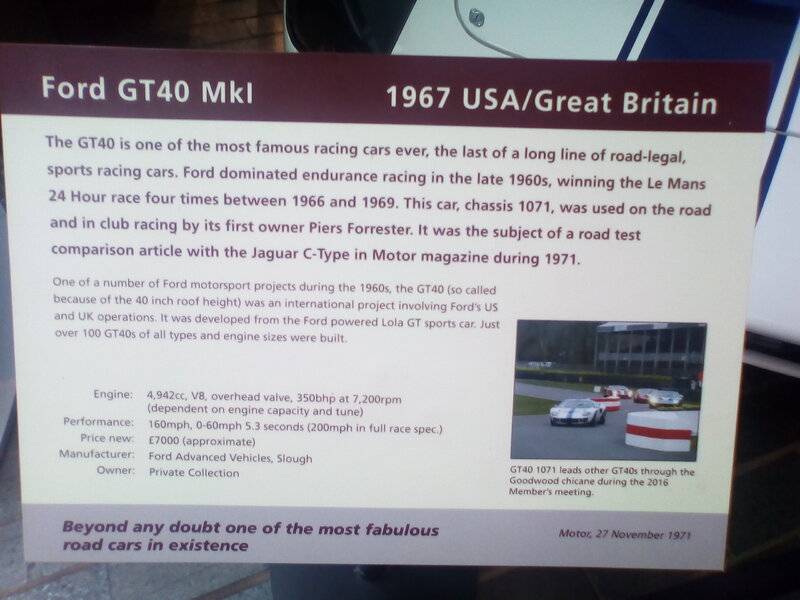 Ford GT40 MkI
1967 USA/Great Britain
The GT40 is one of the most famous racing cars ever, the last of a long line of road-legal,
sports racing cars. Ford dominated endurance racing in the late 1960s, winning the Le Mans
24 Hour race four times between 1966 and 1969. This car, chassis 1071, was used on the road
and in club racing by its first owner Piers Forrester. It was the subject of a road test
comparison article with the Jaguar C-Type in Motor magazine during 1971.
One of a number of Ford motorsport projects during the 1960s, the GT40 (so called
because of the 40 inch roof height) was an international project involving Ford's US
and UK operations. It was developed from the Ford powered Lola GT sports car. Just
over 100 GT40s of all types and engine sizes were built.
Engine: 4,942cc, V8, overhead valve, 350bhp at 7,200rpm
(dependent on engine capacity and tune)
Performance: 160mph, 0-60mph 5.3 seconds (200mph in full race spec.)
Price new: £7000 (approximate)
Manufacturer: Ford Advanced Vehicles, Slough
Owner: Private Collection
GT40 1071 leads other GT40s through the
Goodwood chicane during the 2016
Member's meeting.
Beyond any doubt one of the most fabulous
road cars in existence
Motor, 27 November 1971